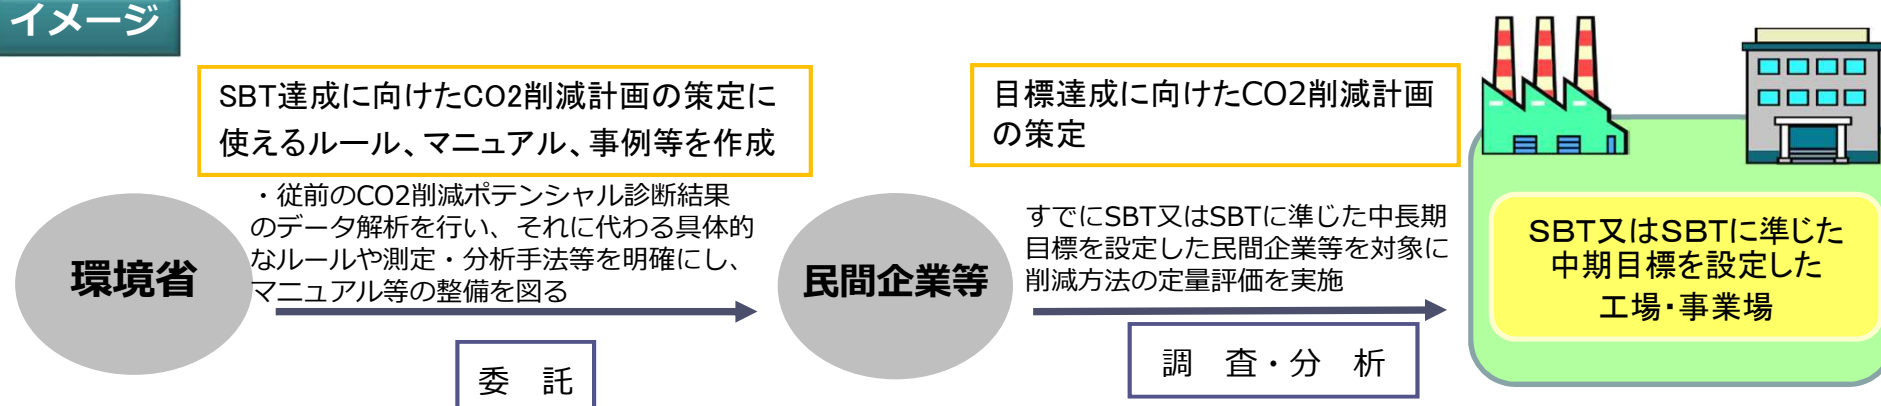 イメージ
SBT達成に向けたCO2削減計画の策定に
使えるルール、マニュアル、事例等を作成
目標達成に向けたCO2削減計画
の策定
環境省
・従前のCO2削減ポテンシャル診断結果
のデータ解析を行い、それに代わる具体的
なルールや測定・分析手法等を明確にし、
マニュアル等の整備を図る
委　託
民間企業等
すでにSBT又はSBTに準じた中長期
目標を設定した民間企業等を対象に
削減方法の定量評価を実施
調　査・分　析
SBT又はSBTに準じた
中期目標を設定した
工場・事業場